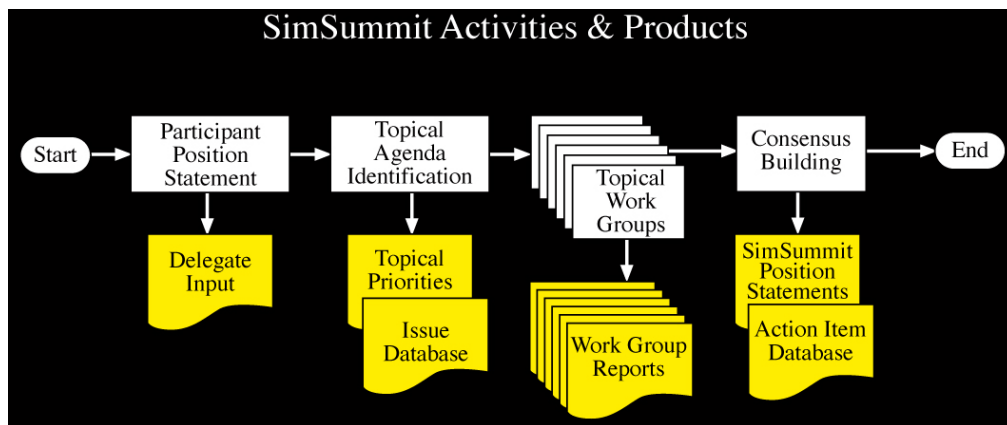 SimSummit Activities & Products
Start
Participant
Position
Statement
Topical
Agenda
Identification
Topical
Work
Groups
Consensus
Building
End
Delegate
Input
Topical
Priorities
Issue
Database
Work Group
Reports
SimSummit
Position
Statements
Action Item
Database